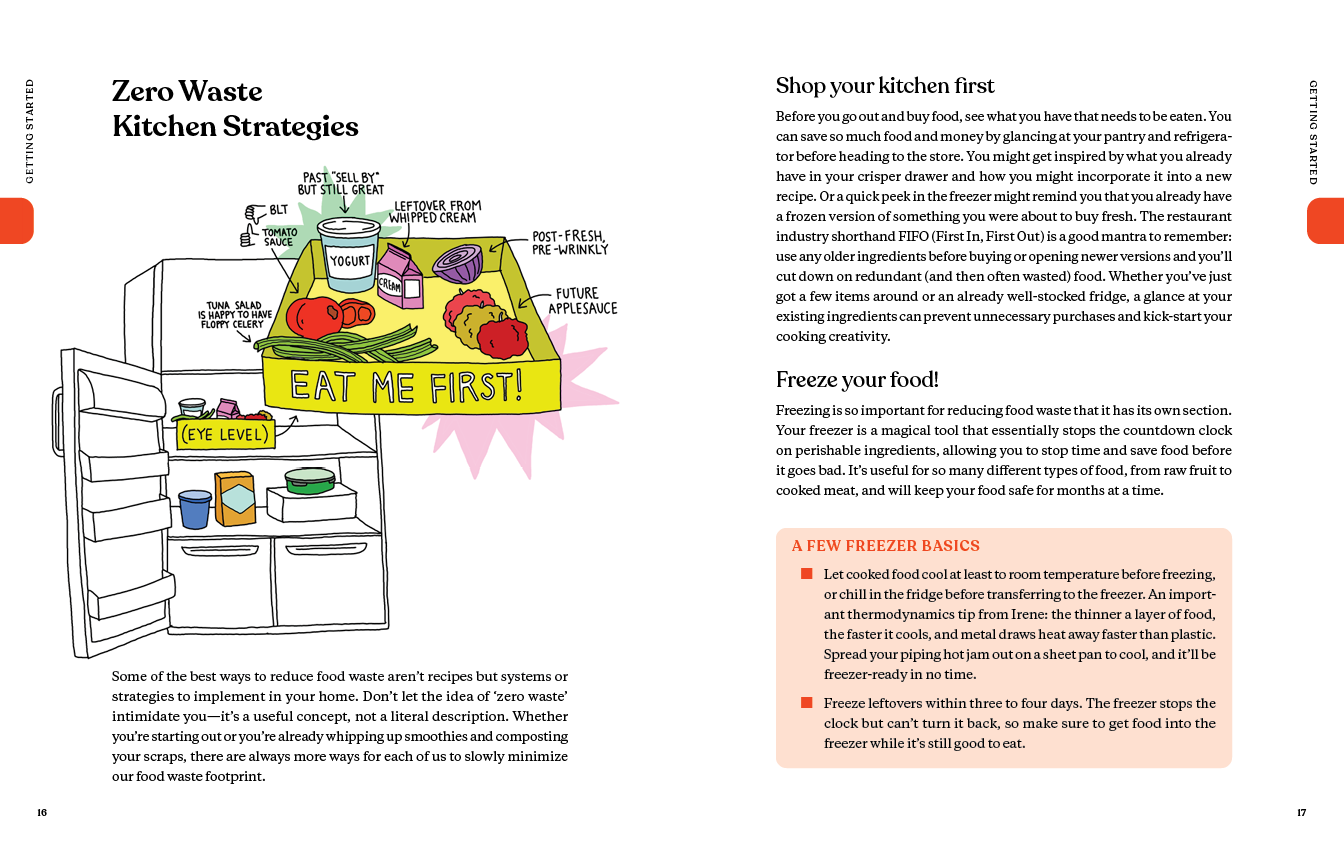 GETTING STARTED
Zero Waste
Kitchen Strategies
PAST "SELL BY"
BUT STILL GREAT
BLT
TOMATO
SAUCE
LEFTOVER FROM
WHIPPED CREAM
POST-FRESH,
PRE-WRINKLY
YOGURT
CREAM
FUTURE
APPLESAUCE
TUNA SALAD
IS HAPPY TO HAVE
FLOPPY CELERY
EAT ME FIRST!
(EYE LEVEL)
Some of the best ways to reduce food waste aren’t recipes but systems or
strategies to implement in your home. Don’t let the idea of ‘zero waste’
intimidate you—it’s a useful concept, not a literal description. Whether
you’re starting out or you’re already whipping up smoothies and composting
your scraps, there are always more ways for each of us to slowly minimize
our food waste footprint.
16
Shop your kitchen first
Before you go out and buy food, see what you have that needs to be eaten. You
can save so much food and money by glancing at your pantry and refrigera-
tor before heading to the store. You might get inspired by what you already
have in your crisper drawer and how you might incorporate it into a new
recipe. Or a quick peek in the freezer might remind you that you already have
a frozen version of something you were about to buy fresh. The restaurant
industry shorthand FIFO (First In, First Out) is a good mantra to remember:
use any older ingredients before buying or opening newer versions and you’ll
cut down on redundant (and then often wasted) food. Whether you’ve just
got a few items around or an already well-stocked fridge, a glance at your
existing ingredients can prevent unnecessary purchases and kick-start your
cooking creativity.
Freeze your food!
Freezing is so important for reducing food waste that it has its own section.
Your freezer is a magical tool that essentially stops the countdown clock
on perishable ingredients, allowing you to stop time and save food before
it goes bad. It’s useful for so many different types of food, from raw fruit to
cooked meat, and will keep your food safe for months at a time.
A FEW FREEZER BASICS
Let cooked food cool at least to room temperature before freezing,
or chill in the fridge before transferring to the freezer. An import-
ant thermodynamics tip from Irene: the thinner a layer of food,
the faster it cools, and metal draws heat away faster than plastic.
Spread your piping hot jam out on a sheet pan to cool, and it’ll be
freezer-ready in no time.
Freeze leftovers within three to four days. The freezer stops the
clock but can’t turn it back, so make sure to get food into the
freezer while it’s still good to eat.
GETTING STARTED
17